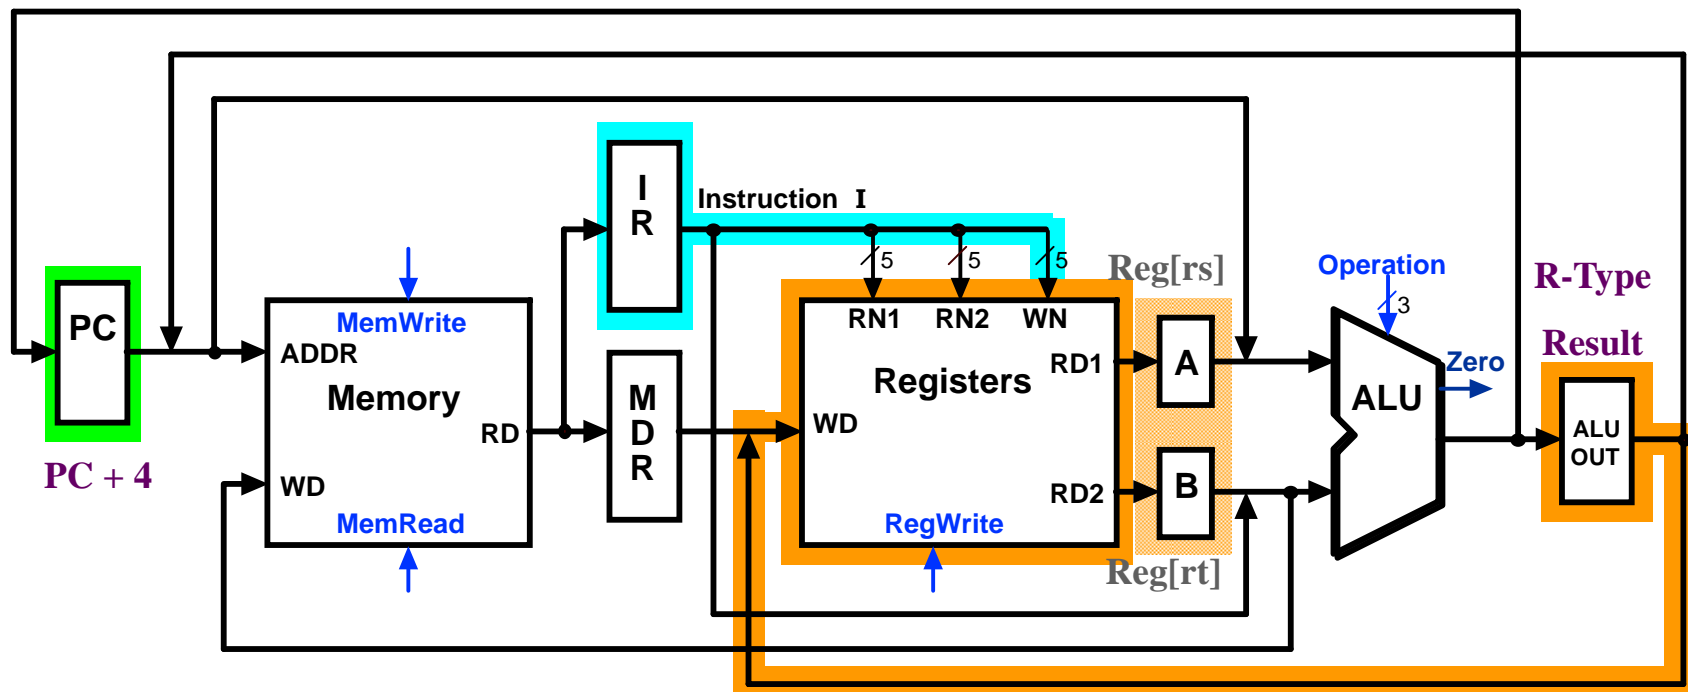 I
R
Instruction I
5
5
5
Reg[rs]
Operation
3
R-Type
PC
MemWrite
RN1
RN2
WN
ADDR
RD1
A
Zero
Result
Memory
M
D
R
Registers
ALU
RD
WD
ALU
OUT
PC + 4
WD
RD2
B
MemRead
RegWrite
Reg[rt]